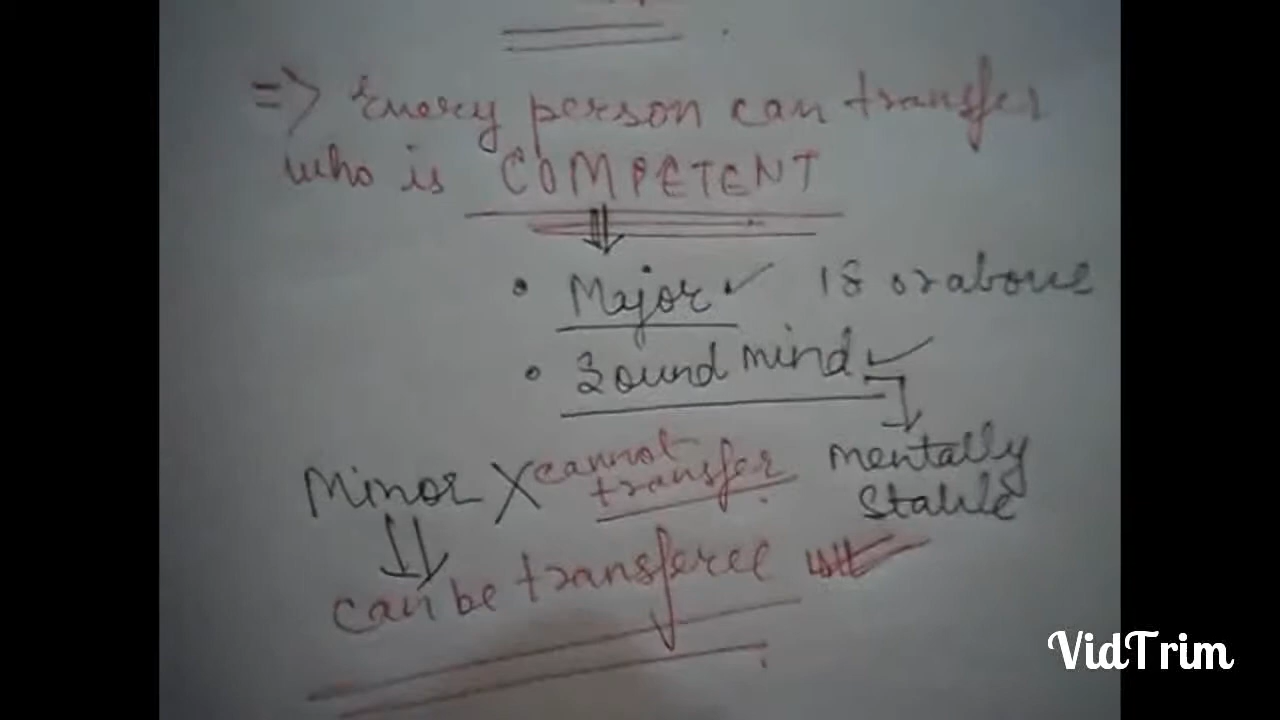 => Every person can transfer
who is COMPETENT
• Major ✓ 18 or above
• Sound mind ✓
Minor X cannot
transfer
mentally
stable
can be transferee
VidTrim